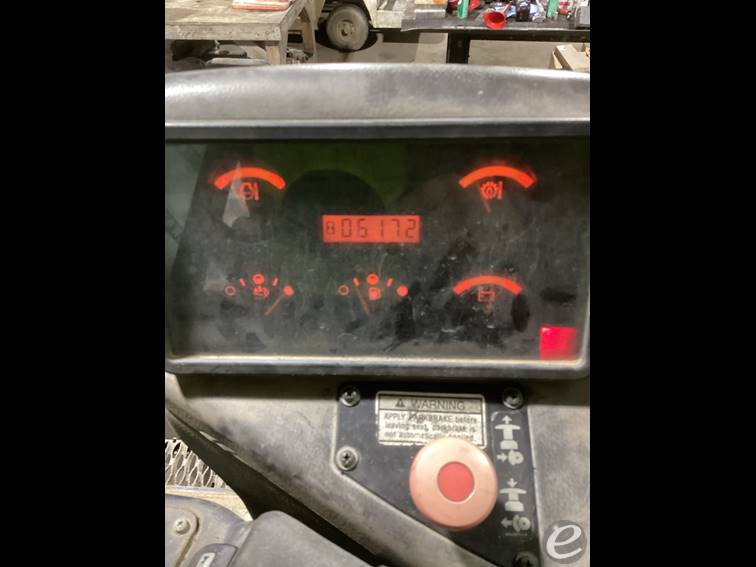 06172
WARNING
APPLY PARKBRAKE before
leaving seat, parkbrake is
not automatically applied.
e